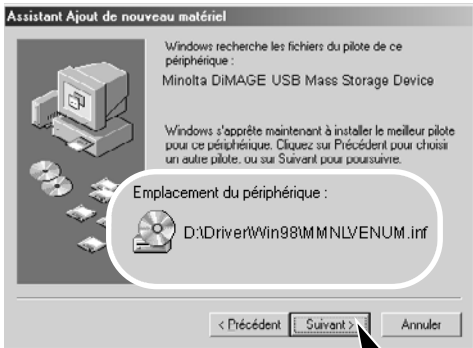 Assistant Ajout de nouveau matériel
Windows recherche les fichiers du pilote de ce
périphérique :
Minolta DiMAGE USB Mass Storage Device
Windows s'apprête maintenant à installer le meilleur pilote
pour ce périphérique. Cliquez sur Précédent pour choisir
un autre pilote, ou sur Suivant pour poursuivre.
Emplacement du périphérique :
D:\Driver\Win98\MMNLVENUM.inf
< Précédent Suivant > Annuler